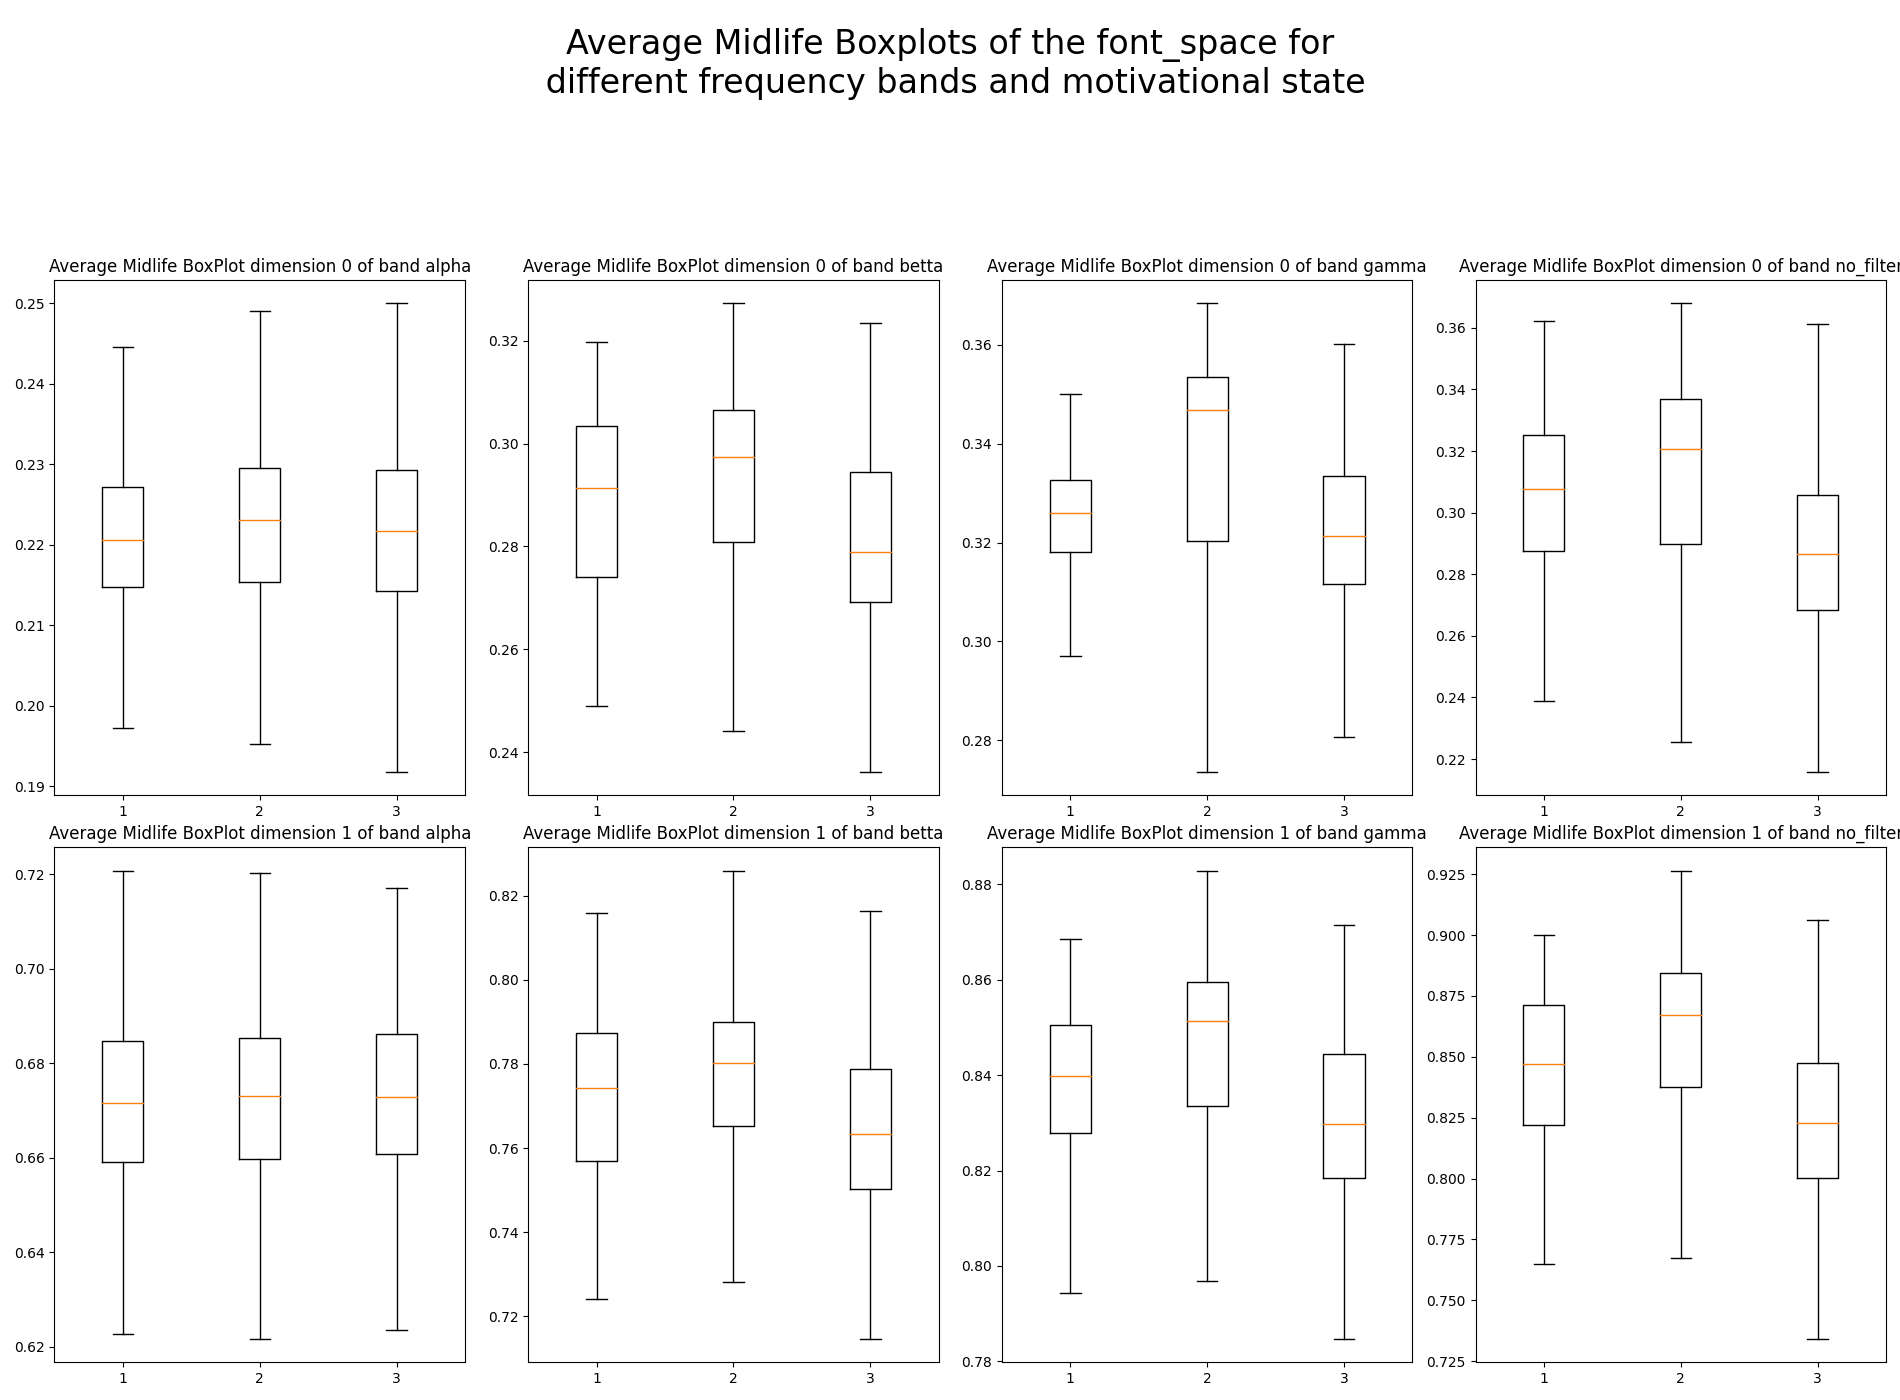 Average Midlife Boxplots of the font_space for
different frequency bands and motivational state
Average Midlife BoxPlot dimension 0 of band alpha
0.25
0.24
0.23
0.22
0.21
0.20
0.19
1 2 3
Average Midlife BoxPlot dimension 0 of band betta
0.32
0.30
0.28
0.26
0.24
1 2 3
Average Midlife BoxPlot dimension 0 of band gamma
0.36
0.34
0.32
0.30
0.28
1 2 3
Average Midlife BoxPlot dimension 0 of band no_filter
0.36
0.34
0.32
0.30
0.28
0.26
0.24
0.22
1 2 3
Average Midlife BoxPlot dimension 1 of band alpha
0.72
0.70
0.68
0.66
0.64
0.62
1 2 3
Average Midlife BoxPlot dimension 1 of band betta
0.82
0.80
0.78
0.76
0.74
0.72
1 2 3
Average Midlife BoxPlot dimension 1 of band gamma
0.88
0.86
0.84
0.82
0.80
0.78
1 2 3
Average Midlife BoxPlot dimension 1 of band no_filter
0.925
0.900
0.875
0.850
0.825
0.800
0.775
0.750
0.725
1 2 3